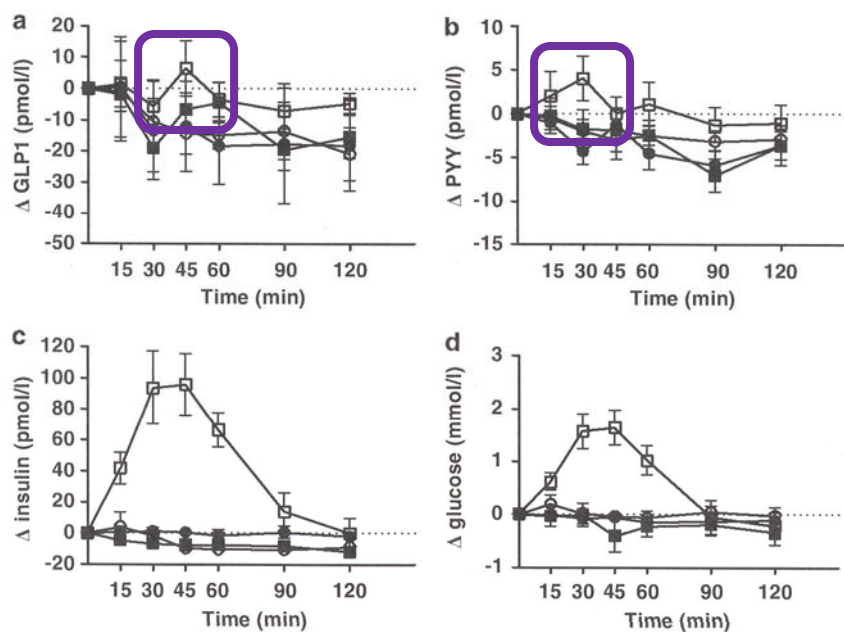 a
20
10
0
-10
-20
-30
-40
-50
Δ GLP1 (pmol/l)
15 30 45 60 90 120
Time (min)
b
10
5
0
-5
-10
-15
Δ PYY (pmol/l)
15 30 45 60 90 120
Time (min)
c
120
100
80
60
40
20
0
-20
Δ insulin (pmol/l)
15 30 45 60 90 120
Time (min)
d
3
2
1
0
-1
Δ glucose (mmol/l)
15 30 45 60 90 120
Time (min)